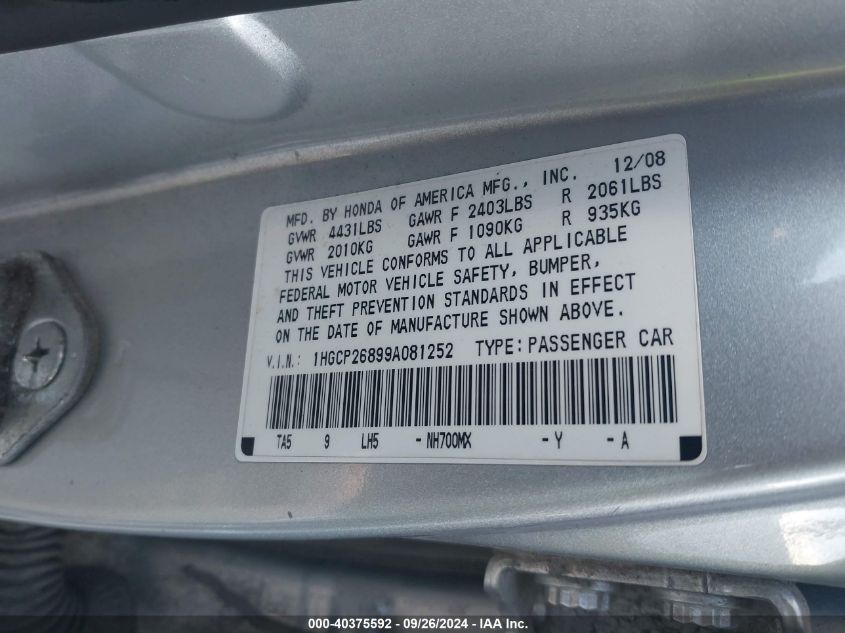 12/08
MFD. BY HONDA OF AMERICA MFG., INC.
GVWR 4431LBS GAWR F 2403LBS R 2061LBS
GVWR 2010KG GAWR F 1090KG R 935KG
THIS VEHICLE CONFORMS TO ALL APPLICABLE
FEDERAL MOTOR VEHICLE SAFETY, BUMPER,
AND THEFT PREVENTION STANDARDS IN EFFECT
ON THE DATE OF MANUFACTURE SHOWN ABOVE.
V.I.N.: 1HGCP26899A081252 TYPE: PASSENGER CAR
TA5 9 LH5 -NH700MX -Y -A
000-40375592 - 09/26/2024 - IAA Inc.